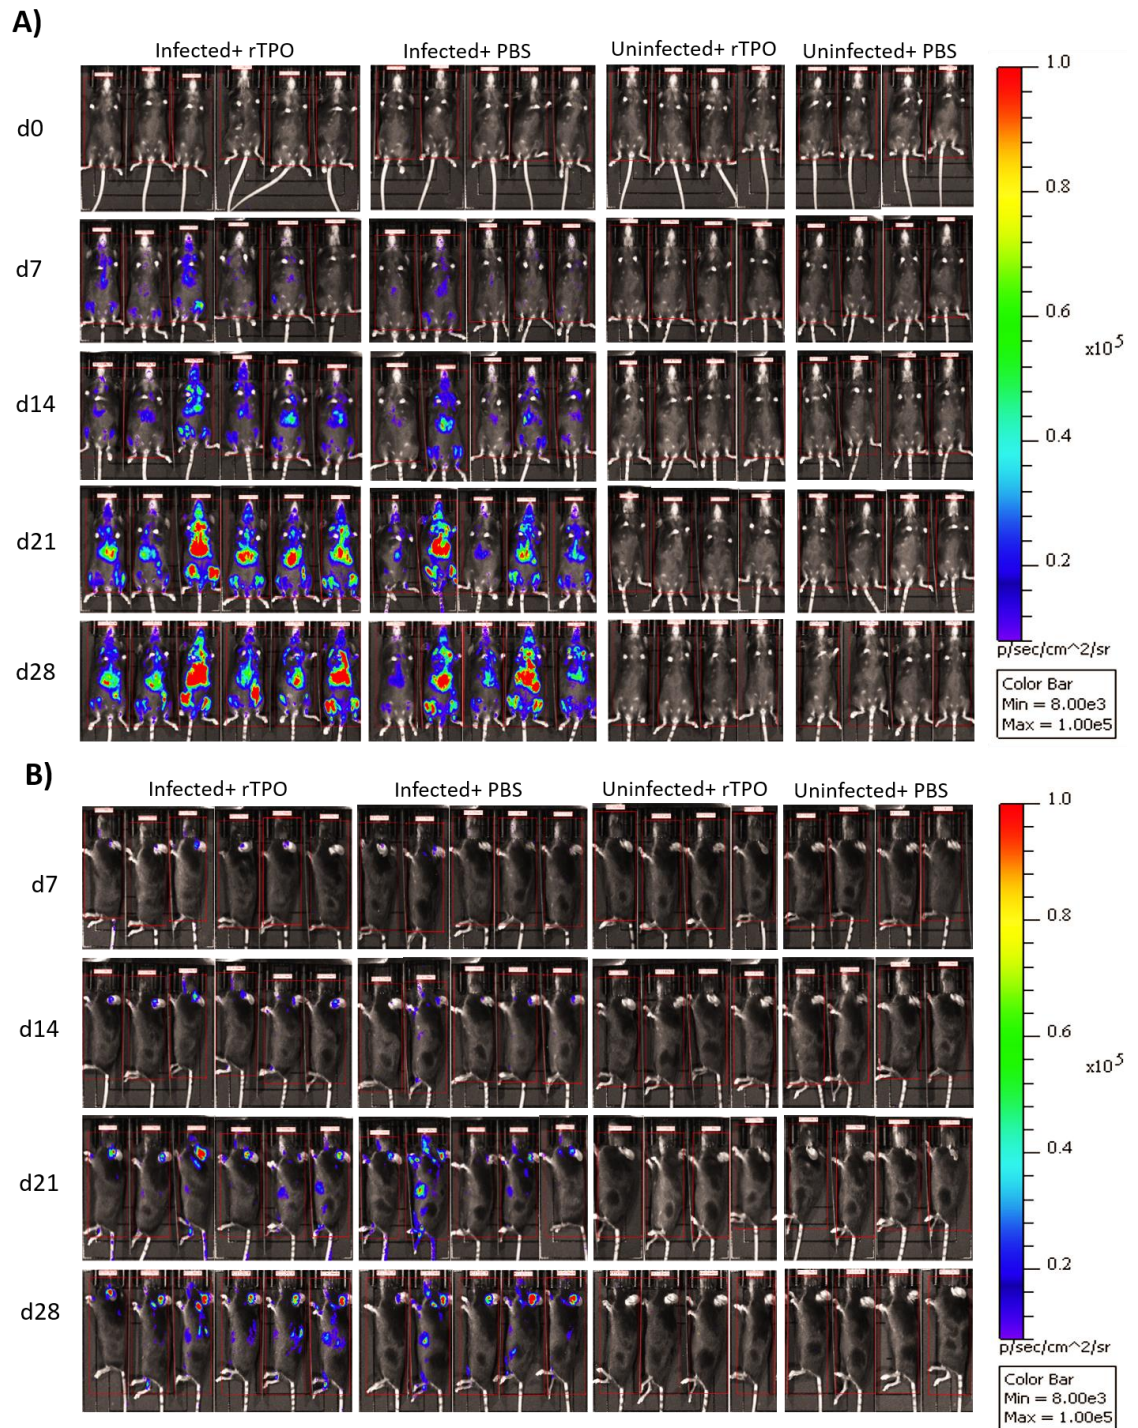 A)
Infected+ rTPO Infected+ PBS Uninfected+ rTPO Uninfected+ PBS
d0
d7
d14
d21
d28
1.0
0.8
0.6
x10^5
0.4
0.2
p/sec/cm^2/sr
Color Bar
Min = 8.00e3
Max = 1.00e5
B)
Infected+ rTPO Infected+ PBS Uninfected+ rTPO Uninfected+ PBS
d7
d14
d21
d28
1.0
0.8
0.6
x10^5
0.4
0.2
p/sec/cm^2/sr
Color Bar
Min = 8.00e3
Max = 1.00e5